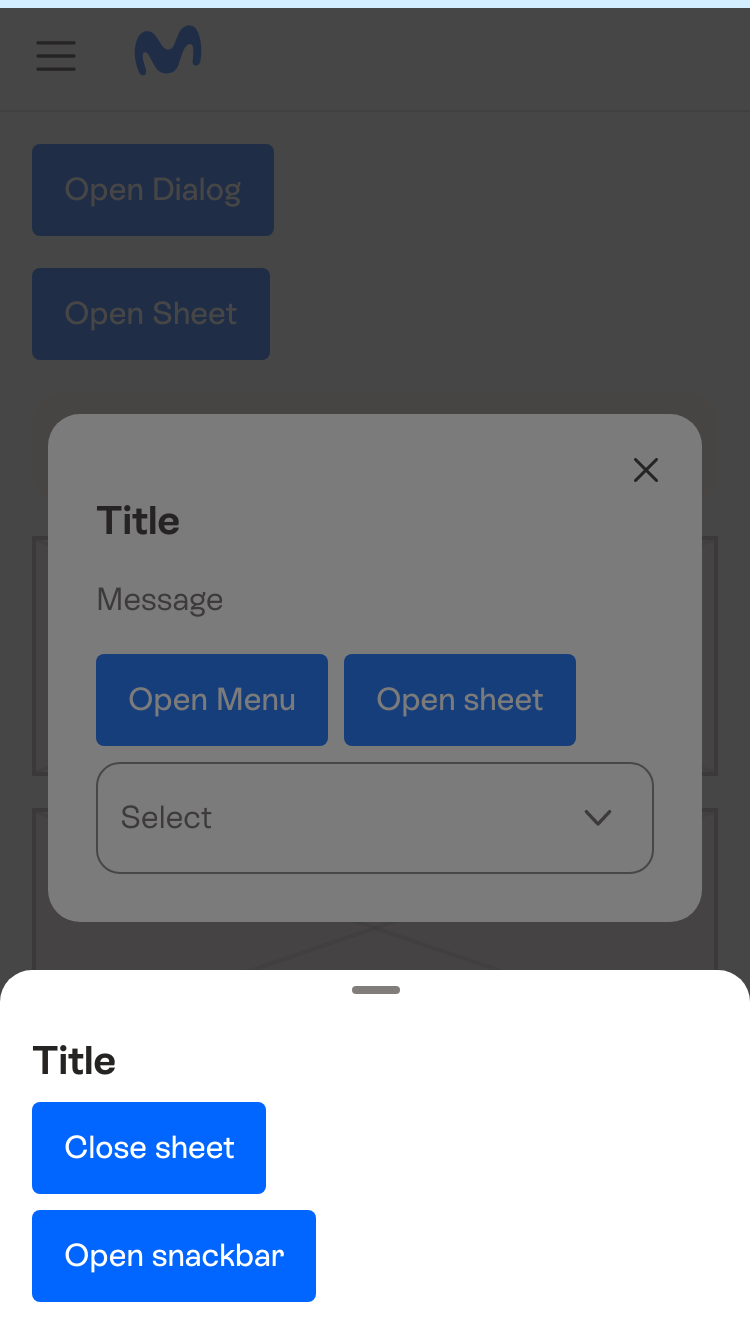 Open Dialog
Open Sheet
Title
Message
Open Menu
Open sheet
Select
Title
Close sheet
Open snackbar